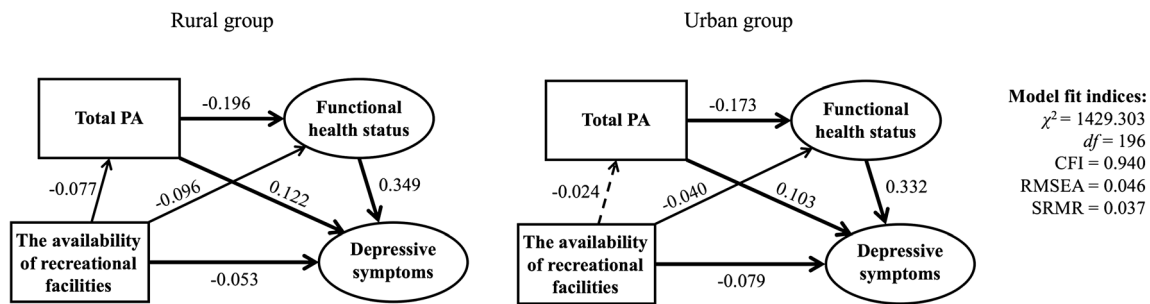 Rural group
Total PA
-0.196
Functional
health status
-0.077
-0.096
0.122
0.349
The availability
of recreational
facilities
-0.053
Depressive
symptoms
Urban group
Total PA
-0.173
Functional
health status
-0.024
-0.040
0.103
0.332
The availability
of recreational
facilities
-0.079
Depressive
symptoms
Model fit indices:
χ² = 1429.303
df = 196
CFI = 0.940
RMSEA = 0.046
SRMR = 0.037